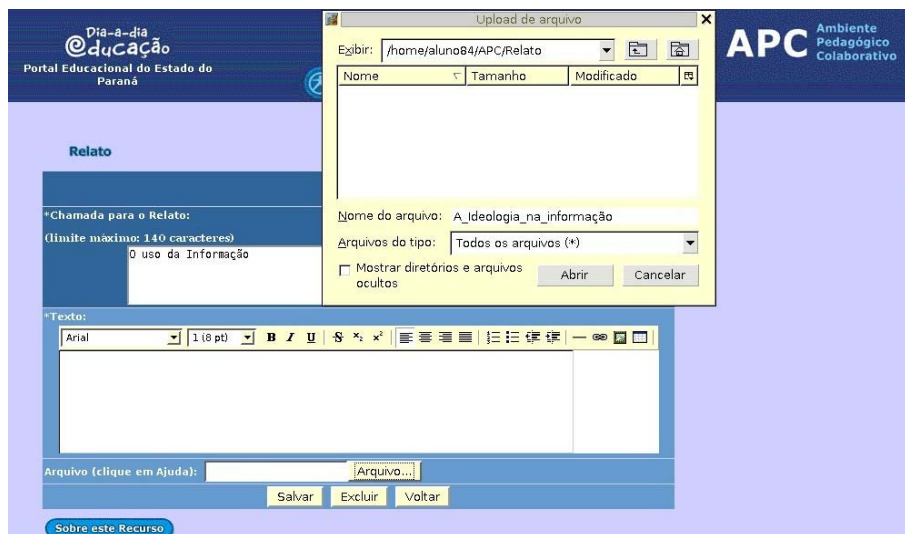 Dia-a-dia
@ducação
Portal Educacional do Estado do
Paraná
Upload de arquivo
Exibir: /home/aluno84/APC/Relato
Nome Tamanho Modificado
Nome do arquivo: A_Ideologia_na_informação
Arquivos do tipo: Todos os arquivos (*)
Mostrar diretórios e arquivos
ocultos
Abrir Cancelar
APC Ambiente
Pedagógico
Colaborativo
Relato
*Chamada para o Relato:
(limite máximo: 140 caracteres)
O uso da Informação
*Texto:
Arial 1 (8 pt) B I U S x₂ x²
Arquivo (clique em Ajuda): Arquivo...
Salvar Excluir Voltar
Sobre este Recurso